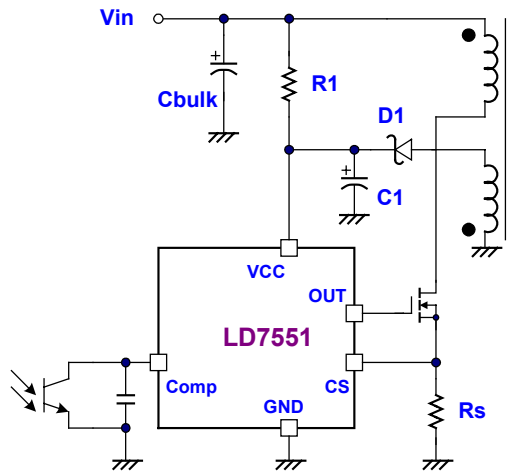 Vin
Cbulk
R1
D1
C1
VCC
OUT
LD7551
Comp
CS
GND
Rs